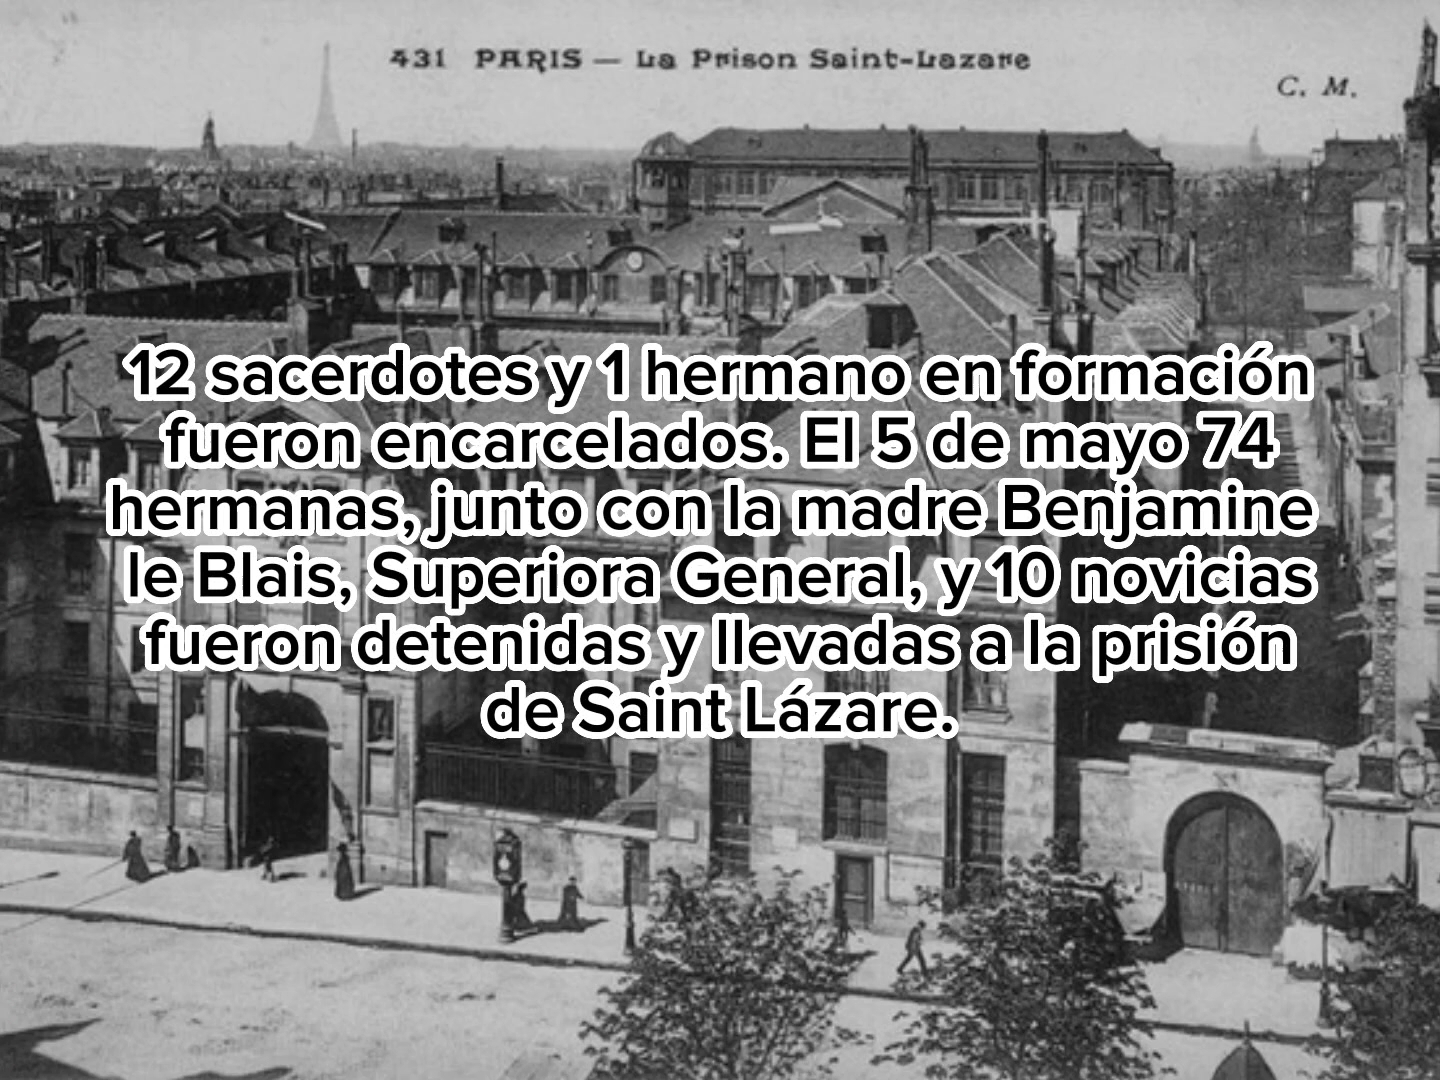 431 PARIS — La Prison Saint-Lazare
C. M.
12 sacerdotes y 1 hermano en formación
fueron encarcelados. El 5 de mayo 74
hermanas, junto con la madre Benjamine
le Blais, Superiora General, y 10 novicias
fueron detenidas y llevadas a la prisión
de Saint Lázare.